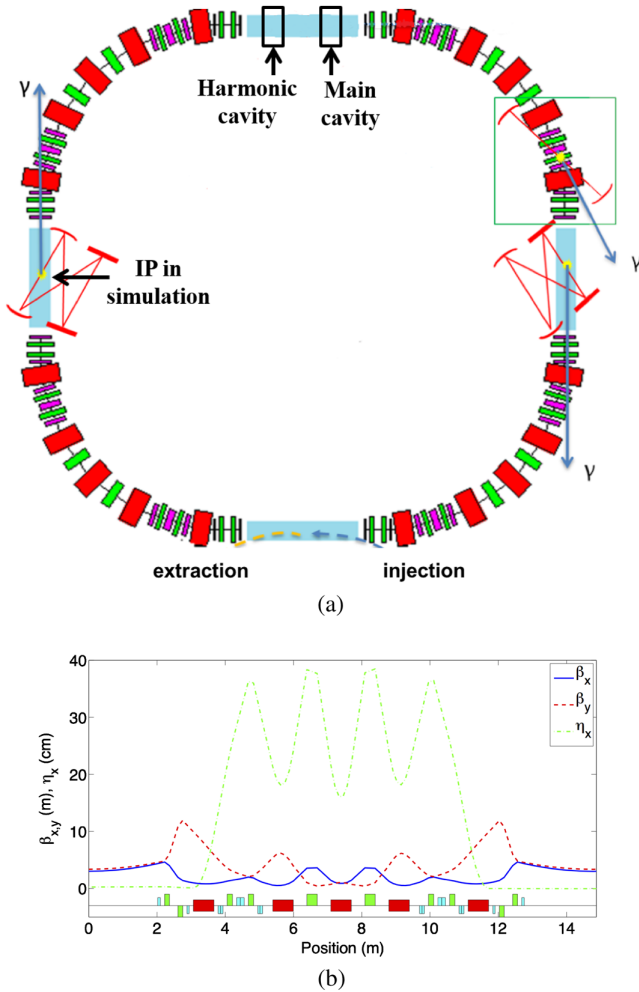 Harmonic cavity
Main cavity
γ
IP in simulation
γ
γ
extraction
injection
(a)
40
30
20
10
0
β_x,y (m), η_x (cm)
β_x
β_y
η_x
0
2
4
6
8
10
12
14
Position (m)
(b)